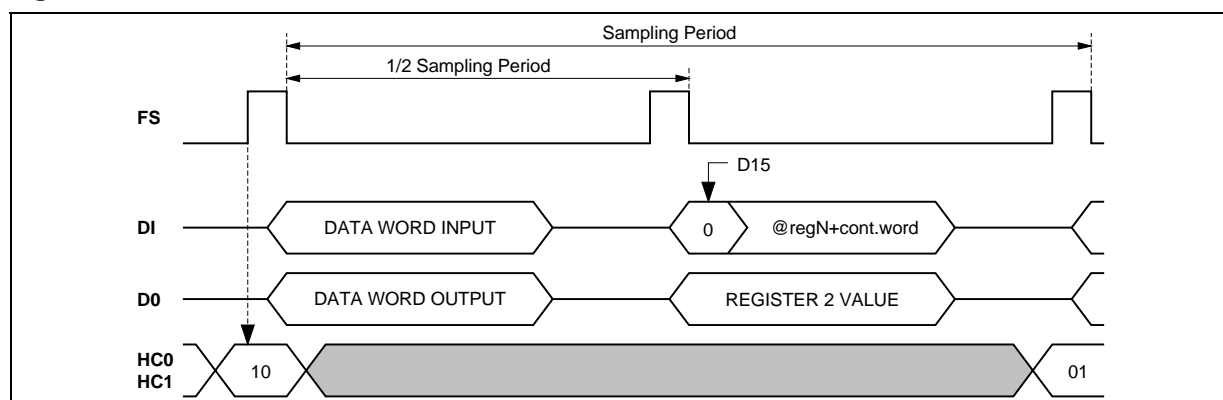 Sampling Period
1/2 Sampling Period
FS
D15
DI DATA WORD INPUT 0 @regN+cont.word
D0 DATA WORD OUTPUT REGISTER 2 VALUE
HC0
HC1 10 01